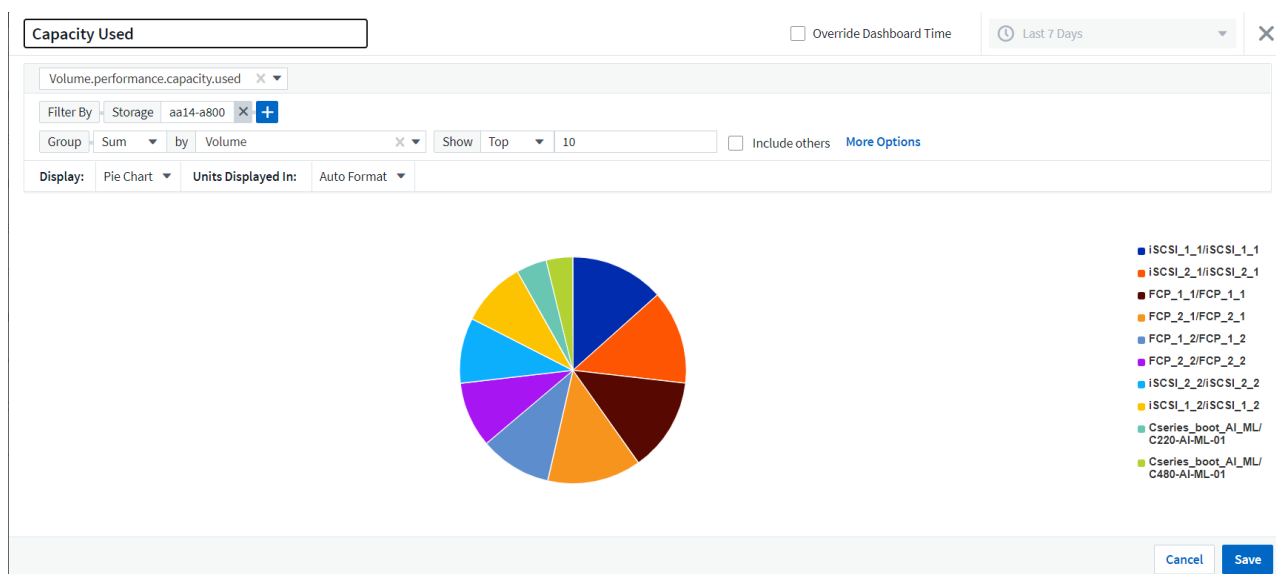 Capacity Used
Override Dashboard Time
Last 7 Days
Volume.performance.capacity.used
Filter By Storage aa14-a800
Group Sum by Volume Show Top 10 Include others More Options
Display: Pie Chart Units Displayed In: Auto Format
iSCSI_1_1/iSCSI_1_1
iSCSI_2_1/iSCSI_2_1
FCP_1_1/FCP_1_1
FCP_2_1/FCP_2_1
FCP_1_2/FCP_1_2
FCP_2_2/FCP_2_2
iSCSI_2_2/iSCSI_2_2
iSCSI_1_2/iSCSI_1_2
Cseries_boot_AI_ML/
C220-AI-ML-01
Cseries_boot_AI_ML/
C480-AI-ML-01
Cancel Save